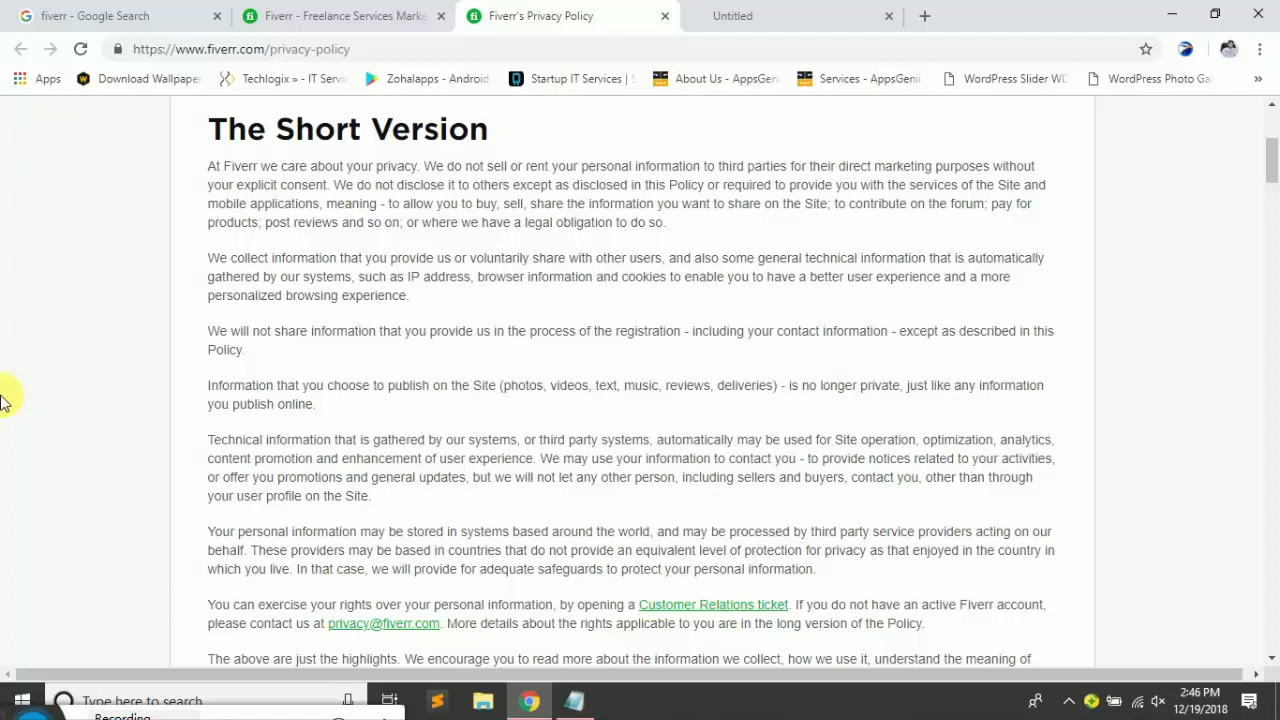 fiverr - Google Search
Fiverr - Freelance Services Marke
Fiverr's Privacy Policy
Untitled
https://www.fiverr.com/privacy-policy
Apps
Download Wallpape
Techlogix » - IT Servic
Zohalapps - Android
Startup IT Services | S
About Us - AppsGeni
Services - AppsGenii
WordPress Slider WD
WordPress Photo Ga
»
The Short Version
At Fiverr we care about your privacy. We do not sell or rent your personal information to third parties for their direct marketing purposes without
your explicit consent. We do not disclose it to others except as disclosed in this Policy or required to provide you with the services of the Site and
mobile applications, meaning - to allow you to buy, sell, share the information you want to share on the Site; to contribute on the forum; pay for
products; post reviews and so on; or where we have a legal obligation to do so.
We collect information that you provide us or voluntarily share with other users, and also some general technical information that is automatically
gathered by our systems, such as IP address, browser information and cookies to enable you to have a better user experience and a more
personalized browsing experience.
We will not share information that you provide us in the process of the registration - including your contact information - except as described in this
Policy.
Information that you choose to publish on the Site (photos, videos, text, music, reviews, deliveries) - is no longer private, just like any information
you publish online.
Technical information that is gathered by our systems, or third party systems, automatically may be used for Site operation, optimization, analytics,
content promotion and enhancement of user experience. We may use your information to contact you - to provide notices related to your activities,
or offer you promotions and general updates, but we will not let any other person, including sellers and buyers, contact you, other than through
your user profile on the Site.
Your personal information may be stored in systems based around the world, and may be processed by third party service providers acting on our
behalf. These providers may be based in countries that do not provide an equivalent level of protection for privacy as that enjoyed in the country in
which you live. In that case, we will provide for adequate safeguards to protect your personal information.
You can exercise your rights over your personal information, by opening a Customer Relations ticket. If you do not have an active Fiverr account,
please contact us at privacy@fiverr.com. More details about the rights applicable to you are in the long version of the Policy.
The above are just the highlights. We encourage you to read more about the information we collect, how we use it, understand the meaning of
Type here to search
2:46 PM
12/19/2018
Recording